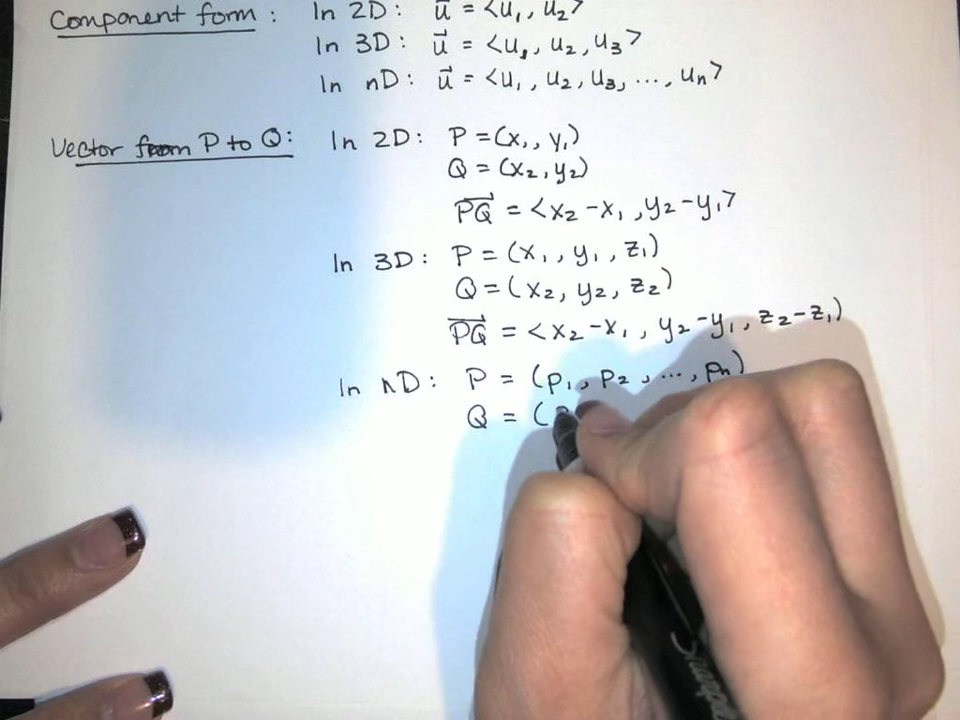 Component form: In 2D: u⃗ = <u₁, u₂>
In 3D: u⃗ = <u₁, u₂, u₃>
In nD: u⃗ = <u₁, u₂, u₃, ..., uₙ>
Vector from P to Q: In 2D: P = (x₁, y₁)
Q = (x₂, y₂)
PQ⃗ = <x₂ - x₁, y₂ - y₁>
In 3D: P = (x₁, y₁, z₁)
Q = (x₂, y₂, z₂)
PQ⃗ = <x₂ - x₁, y₂ - y₁, z₂ - z₁)
In nD: P = (p₁, p₂, ..., pₙ)
Q = (